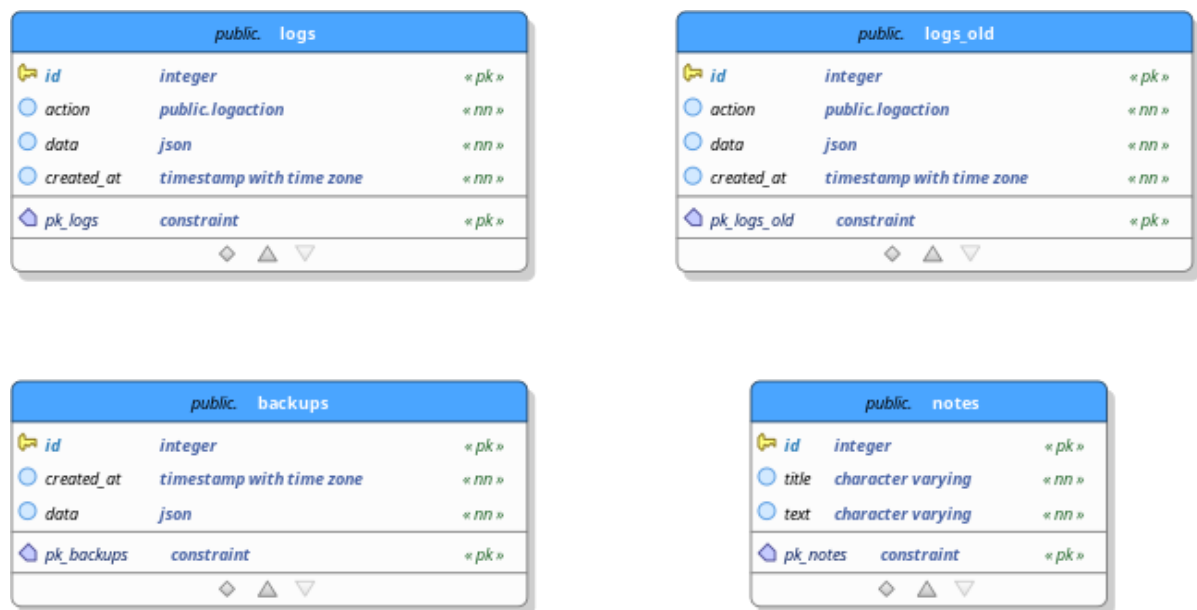 public. logs
id integer « pk »
action public.logaction « nn »
data json « nn »
created_at timestamp with time zone « nn »
pk_logs constraint « pk »
public. logs_old
id integer « pk »
action public.logaction « nn »
data json « nn »
created_at timestamp with time zone « nn »
pk_logs_old constraint « pk »
public. backups
id integer « pk »
created_at timestamp with time zone « nn »
data json « nn »
pk_backups constraint « pk »
public. notes
id integer « pk »
title character varying « nn »
text character varying « nn »
pk_notes constraint « pk »